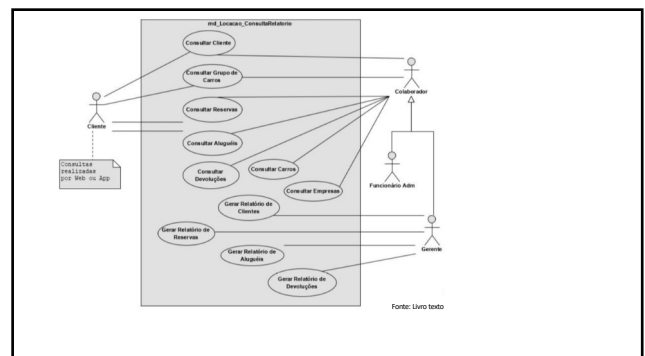 md_Locacao_ConsultaRelatorio
Consultar Cliente
Consultar Grupo de
Carros
Colaborador
Consultar Reservas
Cliente
Consultar Aluguéis
Consultas
realizadas
por Web ou App
Consultar
Devoluções
Consultar Carros
Consultar Empresas
Funcionário Adm
Gerar Relatório de
Clientes
Gerar Relatório de
Reservas
Gerente
Gerar Relatório de
Aluguéis
Gerar Relatório de
Devoluções
Fonte: Livro texto